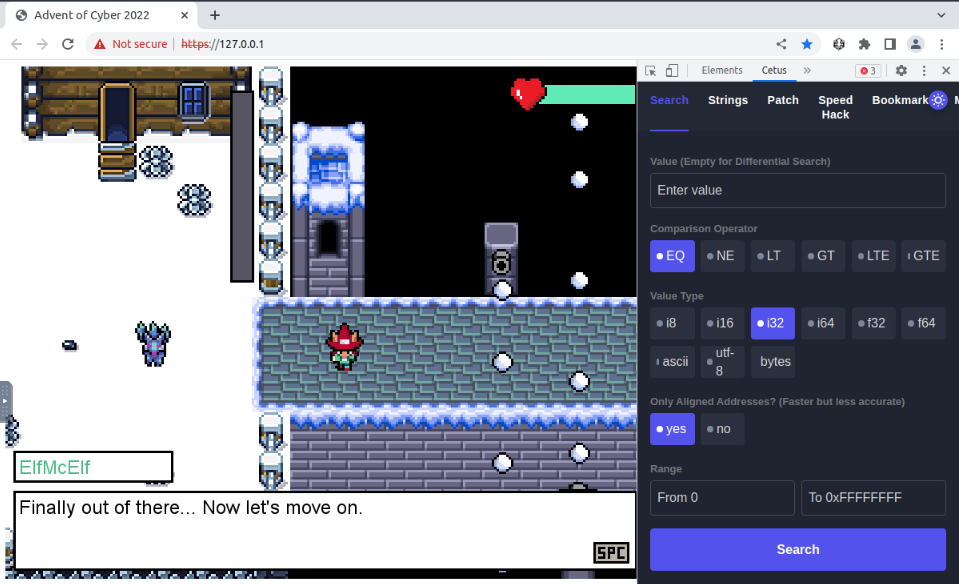 Advent of Cyber 2022
Not secure
https://127.0.0.1
Elements
Cetus
3
Search
Strings
Patch
Speed
Hack
Bookmark
M
Value (Empty for Differential Search)
Enter value
Comparison Operator
EQ
NE
LT
GT
LTE
GTE
Value Type
i8
i16
i32
i64
f32
f64
ascii
utf-
8
bytes
Only Aligned Addresses? (Faster but less accurate)
yes
no
Range
From 0
To 0xFFFFFFFF
Search
ElfMcElf
Finally out of there... Now let's move on.
SPC